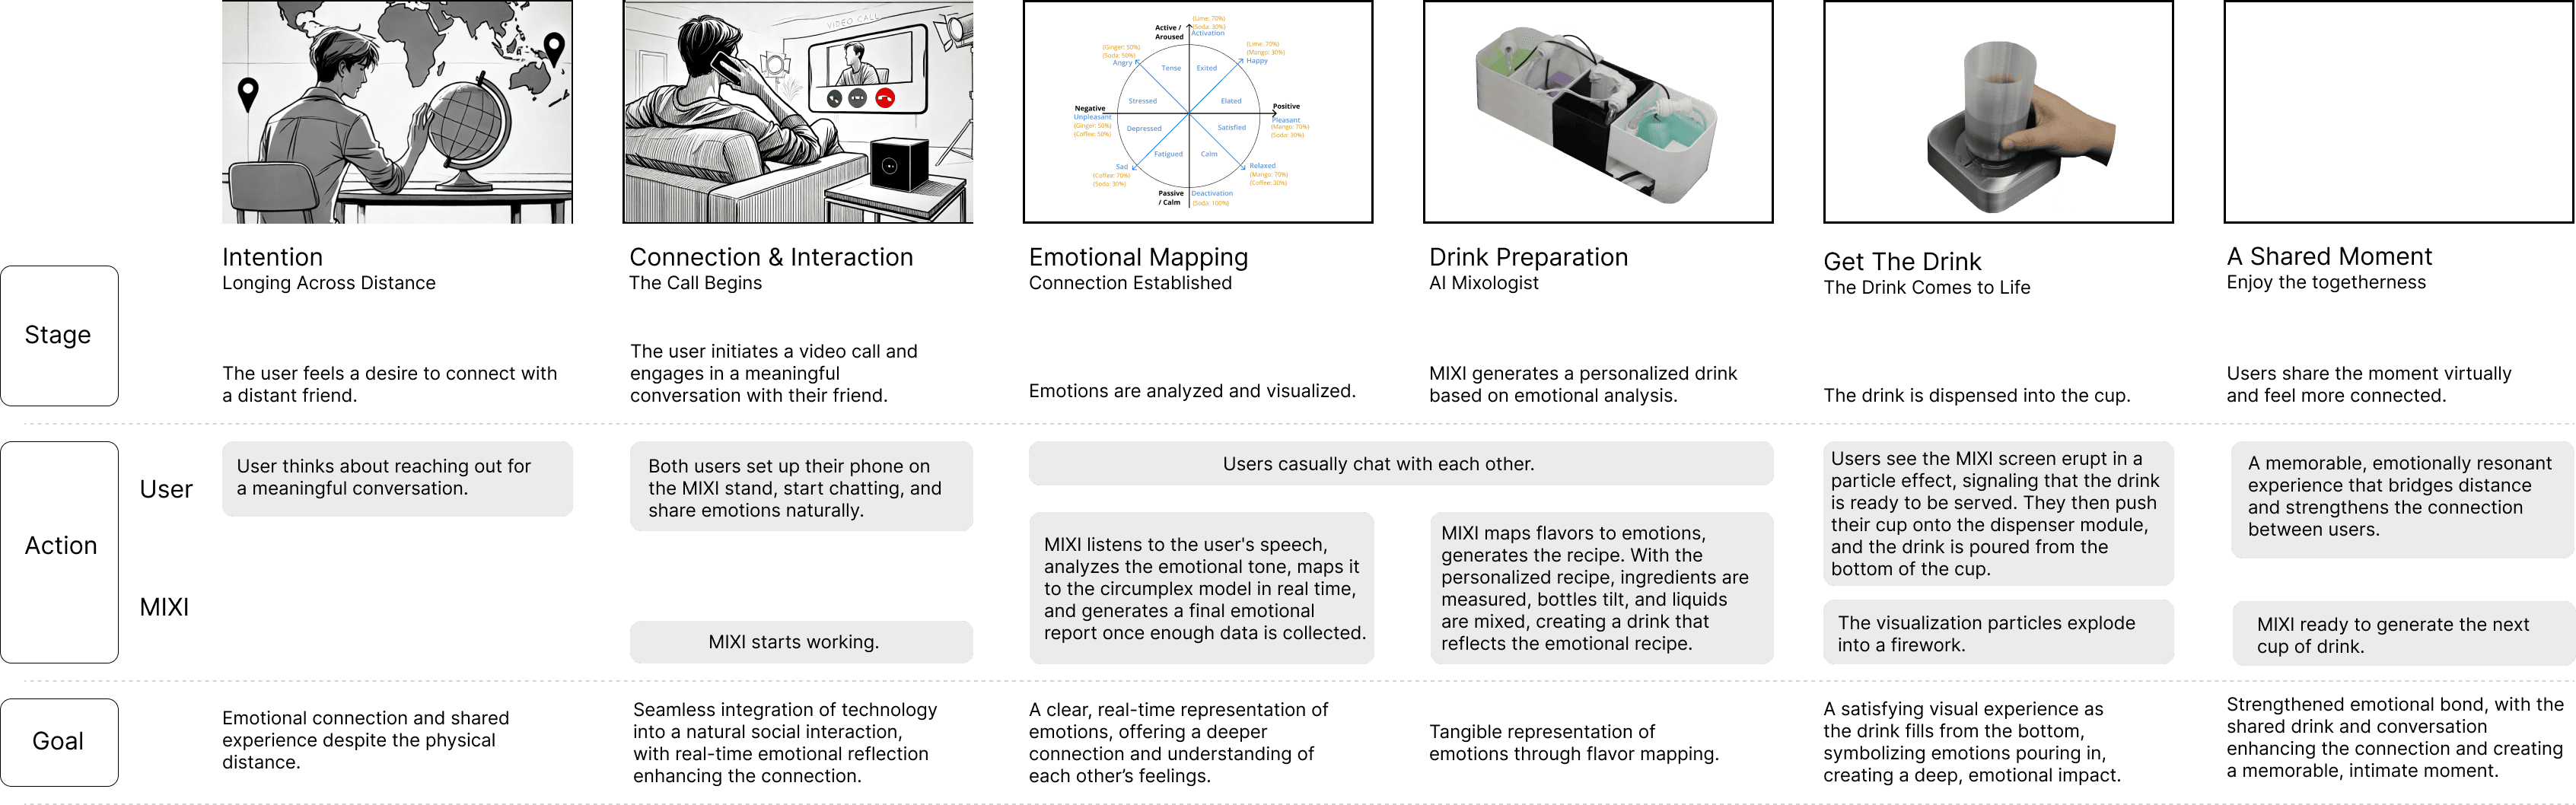 VIDEO CALL
Active /
Aroused
(Lime: 70%)
(Soda: 30%)
Activation
(Ginger: 50%)
(Soda: 50%)
Angry
(Lime: 70%)
(Mango: 30%)
Happy
Tense
Exited
Stressed
Elated
Negative
Unpleasant
(Ginger: 50%)
(Coffee: 50%)
Positive
Pleasant
(Mango: 70%)
(Soda: 30%)
Depressed
Satisfied
Fatigued
Calm
Sad
(Coffee: 70%)
(Soda: 30%)
Relaxed
(Mango: 70%)
(Coffee: 30%)
Passive
/ Calm
Deactivation
(Soda: 100%)
Stage
Intention
Longing Across Distance
The user feels a desire to connect with
a distant friend.
Connection & Interaction
The Call Begins
The user initiates a video call and
engages in a meaningful
conversation with their friend.
Emotional Mapping
Connection Established
Emotions are analyzed and visualized.
Drink Preparation
AI Mixologist
MIXI generates a personalized drink
based on emotional analysis.
Get The Drink
The Drink Comes to Life
The drink is dispensed into the cup.
A Shared Moment
Enjoy the togetherness
Users share the moment virtually
and feel more connected.
Action
User
User thinks about reaching out for
a meaningful conversation.
Both users set up their phone on
the MIXI stand, start chatting, and
share emotions naturally.
Users casually chat with each other.
Users see the MIXI screen erupt in a
particle effect, signaling that the drink
is ready to be served. They then push
their cup onto the dispenser module,
and the drink is poured from the
bottom of the cup.
A memorable, emotionally resonant
experience that bridges distance
and strengthens the connection
between users.
MIXI
MIXI starts working.
MIXI listens to the user's speech,
analyzes the emotional tone, maps it
to the circumplex model in real time,
and generates a final emotional
report once enough data is collected.
MIXI maps flavors to emotions,
generates the recipe. With the
personalized recipe, ingredients are
measured, bottles tilt, and liquids
are mixed, creating a drink that
reflects the emotional recipe.
The visualization particles explode
into a firework.
MIXI ready to generate the next
cup of drink.
Goal
Emotional connection and shared
experience despite the physical
distance.
Seamless integration of technology
into a natural social interaction,
with real-time emotional reflection
enhancing the connection.
A clear, real-time representation of
emotions, offering a deeper
connection and understanding of
each other’s feelings.
Tangible representation of
emotions through flavor mapping.
A satisfying visual experience as
the drink fills from the bottom,
symbolizing emotions pouring in,
creating a deep, emotional impact.
Strengthened emotional bond, with the
shared drink and conversation
enhancing the connection and creating
a memorable, intimate moment.